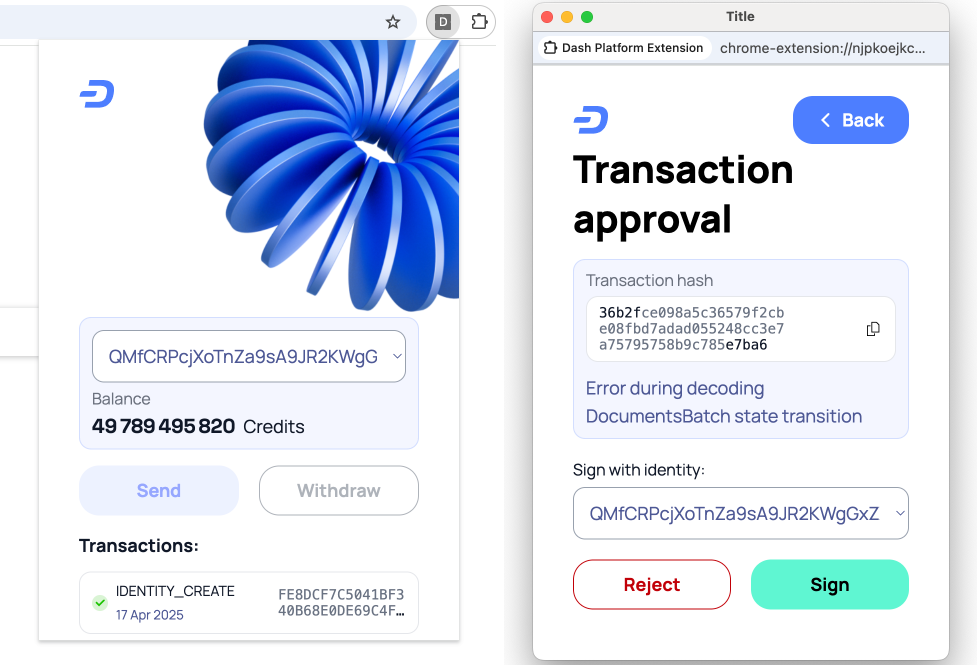 D
QMfCRPcjXoTnZa9sA9JR2KWgG
Balance
49 789 495 820 Credits
Send
Withdraw
Transactions:
IDENTITY_CREATE
17 Apr 2025
FE8DCF7C5041BF3
40B68E0DE69C4F…
Title
Dash Platform Extension
chrome-extension://njpkoejkc...
Back
Transaction
approval
Transaction hash
36b2fce098a5c36579f2cb
e08fbd7adad055248cc3e7
a75795758b9c785e7ba6
Error during decoding
DocumentsBatch state transition
Sign with identity:
QMfCRPcjXoTnZa9sA9JR2KWgGxZ
Reject
Sign